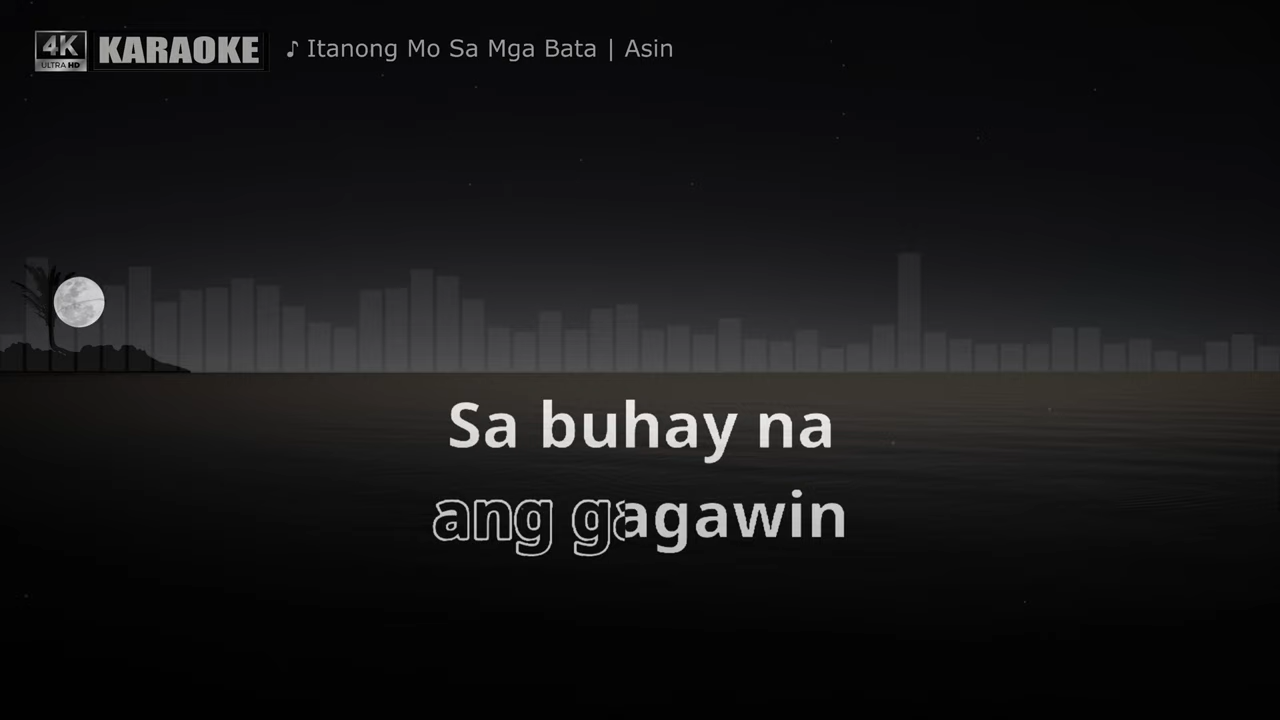 4K ULTRA HD KARAOKE ♪ Itanong Mo Sa Mga Bata | Asin
Sa buhay na
ang gagawin